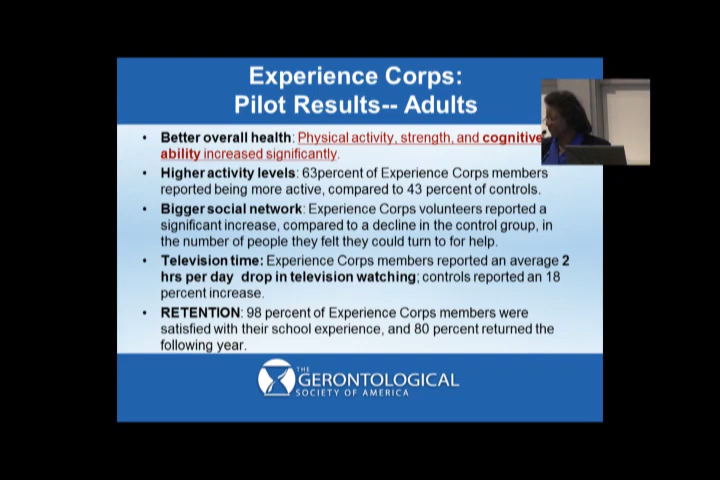 Experience Corps:
Pilot Results-- Adults
• Better overall health: Physical activity, strength, and cognitive
ability increased significantly.
• Higher activity levels: 63percent of Experience Corps members
reported being more active, compared to 43 percent of controls.
• Bigger social network: Experience Corps volunteers reported a
significant increase, compared to a decline in the control group, in
the number of people they felt they could turn to for help.
• Television time: Experience Corps members reported an average 2
hrs per day drop in television watching; controls reported an 18
percent increase.
• RETENTION: 98 percent of Experience Corps members were
satisfied with their school experience, and 80 percent returned the
following year.
THE
GERONTOLOGICAL
SOCIETY OF AMERICA